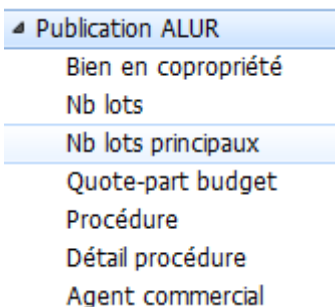 Publication ALUR
Bien en copropriété
Nb lots
Nb lots principaux
Quote-part budget
Procédure
Détail procédure
Agent commercial